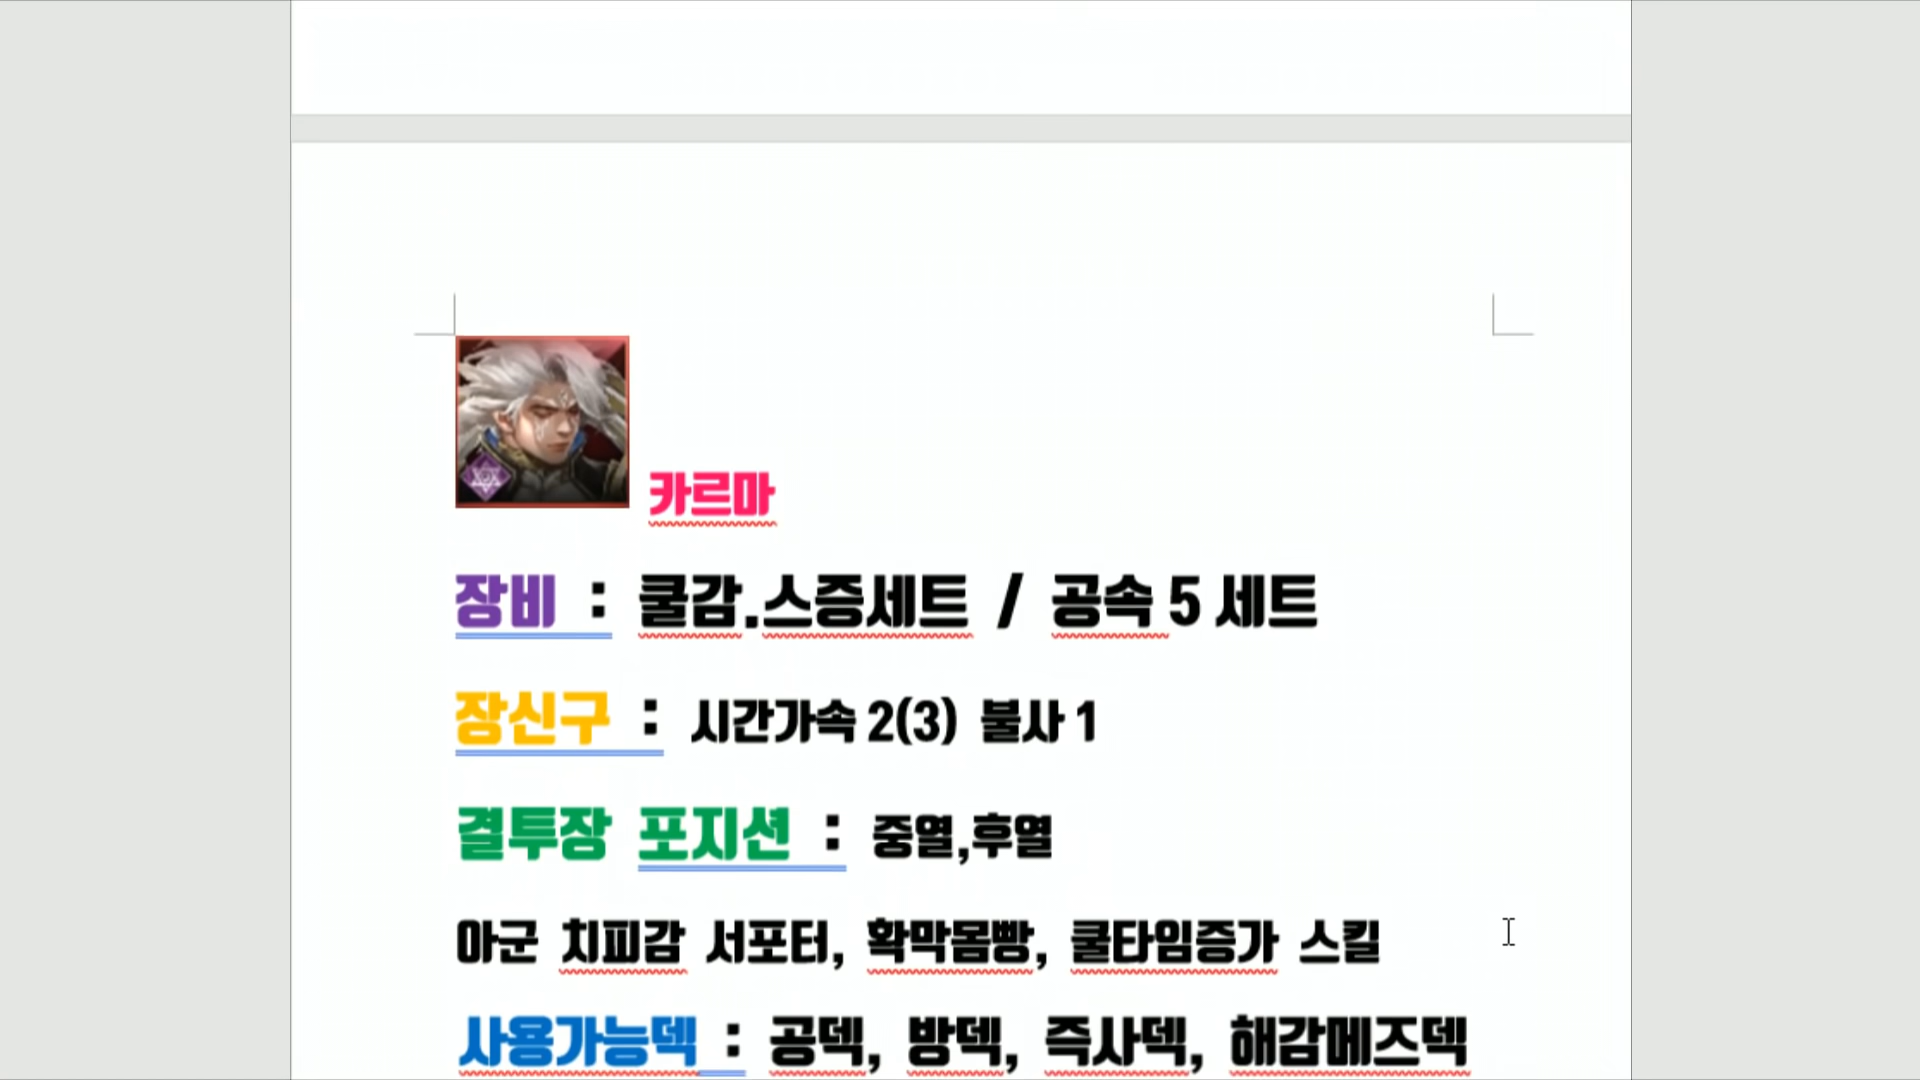 카르마
장비 : 쿨감.스증세트 / 공속 5 세트
장신구 : 시간가속 2(3) 불사 1
결투장 포지션 : 중열,후열
아군 치피감 서포터, 확막몸빵, 쿨타임증가 스킬
사용가능덱 : 공덱, 방덱, 즉사덱, 해감메즈덱